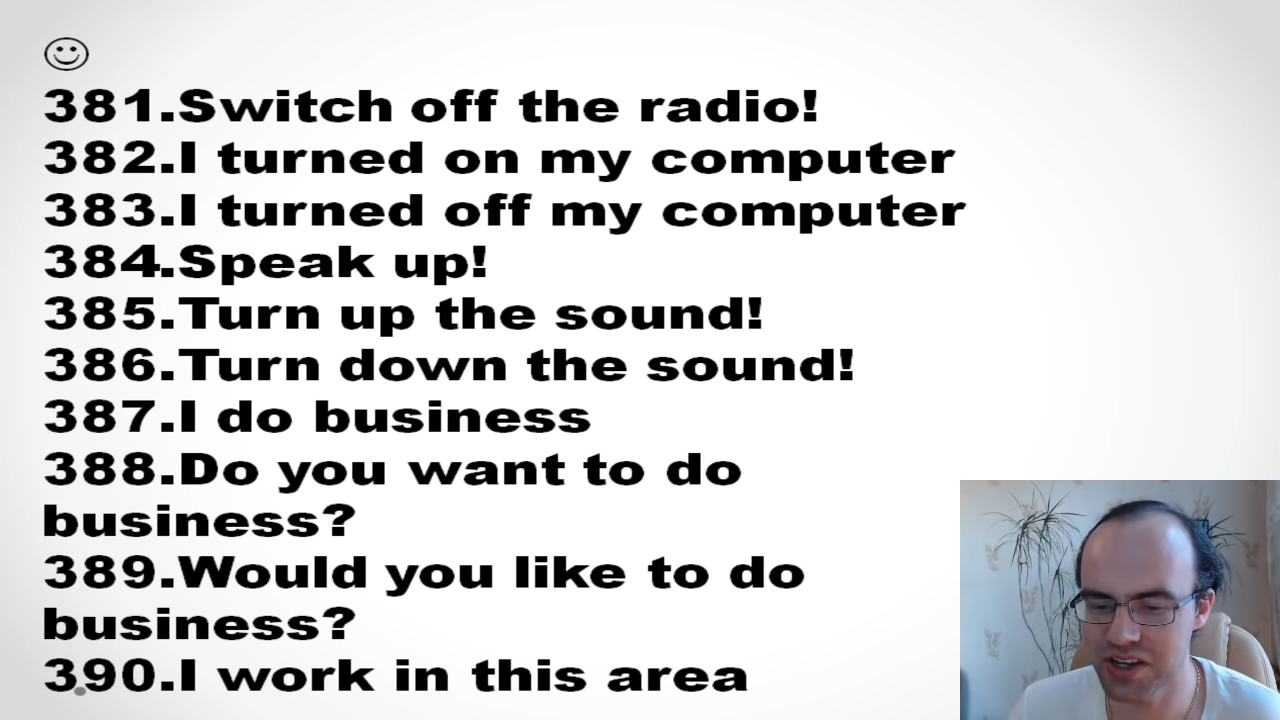 381.Switch off the radio!
382.I turned on my computer
383.I turned off my computer
384.Speak up!
385.Turn up the sound!
386.Turn down the sound!
387.I do business
388.Do you want to do
business?
389.Would you like to do
business?
390.I work in this area